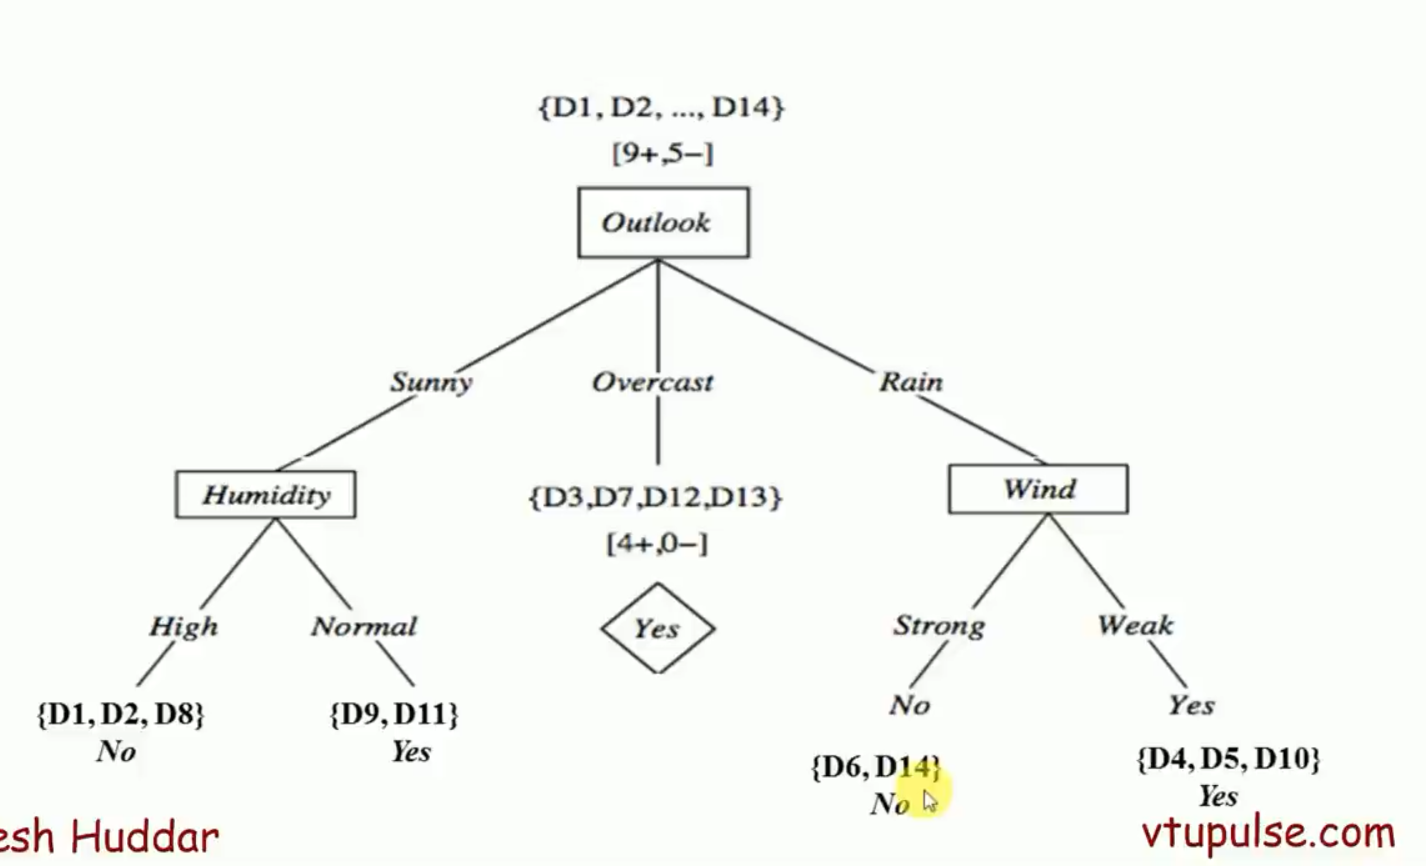 {D1, D2, ..., D14}
[9+,5−]
Outlook
Sunny Overcast Rain
Humidity {D3,D7,D12,D13} Wind
[4+,0−]
High Normal Yes Strong Weak
No Yes
{D1, D2, D8} {D9, D11} {D6, D14} {D4, D5, D10}
No Yes No Yes
esh Huddar vtupulse.com